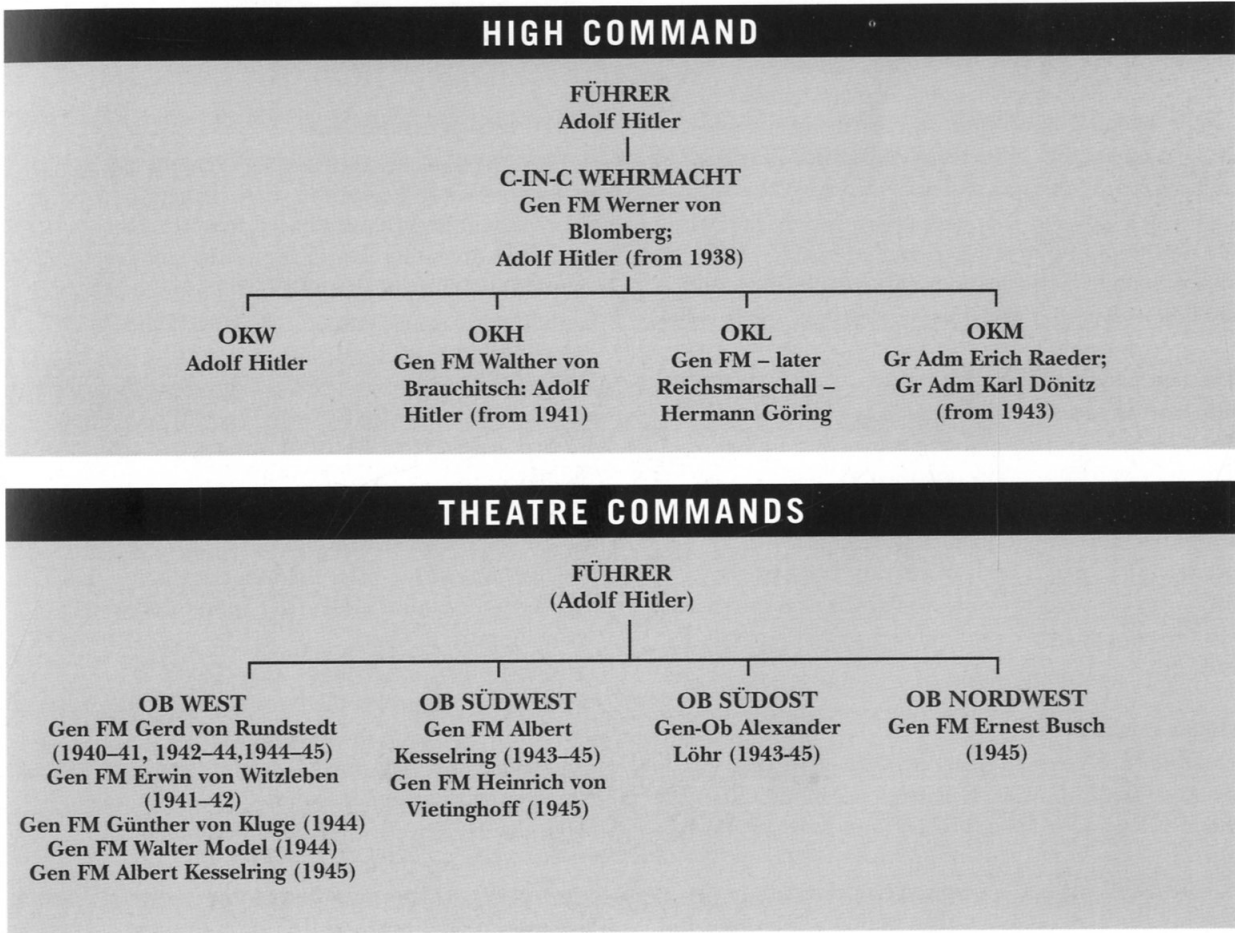 HIGH COMMAND
FÜHRER
Adolf Hitler
C-IN-C WEHRMACHT
Gen FM Werner von
Blomberg;
Adolf Hitler (from 1938)
OKW
Adolf Hitler
OKH
Gen FM Walther von
Brauchitsch: Adolf
Hitler (from 1941)
OKL
Gen FM – later
Reichsmarschall –
Hermann Göring
OKM
Gr Adm Erich Raeder;
Gr Adm Karl Dönitz
(from 1943)
THEATRE COMMANDS
FÜHRER
(Adolf Hitler)
OB WEST
Gen FM Gerd von Rundstedt
(1940–41, 1942–44,1944–45)
Gen FM Erwin von Witzleben
(1941–42)
Gen FM Günther von Kluge (1944)
Gen FM Walter Model (1944)
Gen FM Albert Kesselring (1945)
OB SÜDWEST
Gen FM Albert
Kesselring (1943–45)
Gen FM Heinrich von
Vietinghoff (1945)
OB SÜDOST
Gen-Ob Alexander
Löhr (1943-45)
OB NORDWEST
Gen FM Ernest Busch
(1945)